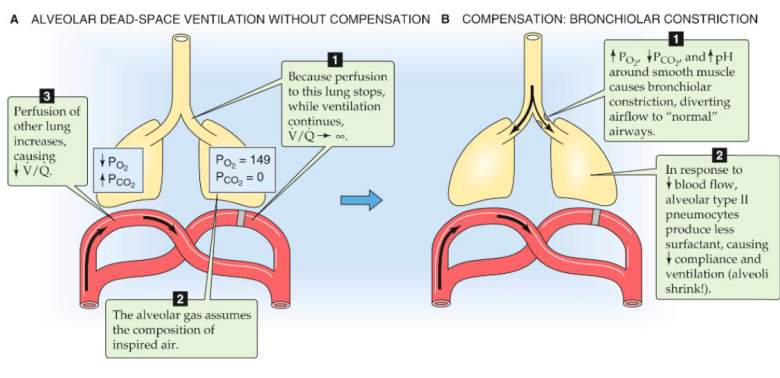 A ALVEOLAR DEAD-SPACE VENTILATION WITHOUT COMPENSATION
3
Perfusion of
other lung
increases,
causing
↓ V̇/Q̇.
↓ PO₂
↑ PCO₂
PO₂ = 149
PCO₂ = 0
1
Because perfusion
to this lung stops,
while ventilation
continues,
V̇/Q̇ → ∞.
2
The alveolar gas assumes
the composition of
inspired air.
B COMPENSATION: BRONCHIOLAR CONSTRICTION
1
↑ PO₂, ↓PCO₂, and ↑ pH
around smooth muscle
causes bronchiolar
constriction, diverting
airflow to “normal”
airways.
2
In response to
↓ blood flow,
alveolar type II
pneumocytes
produce less
surfactant, causing
↓ compliance and
ventilation (alveoli
shrink!).